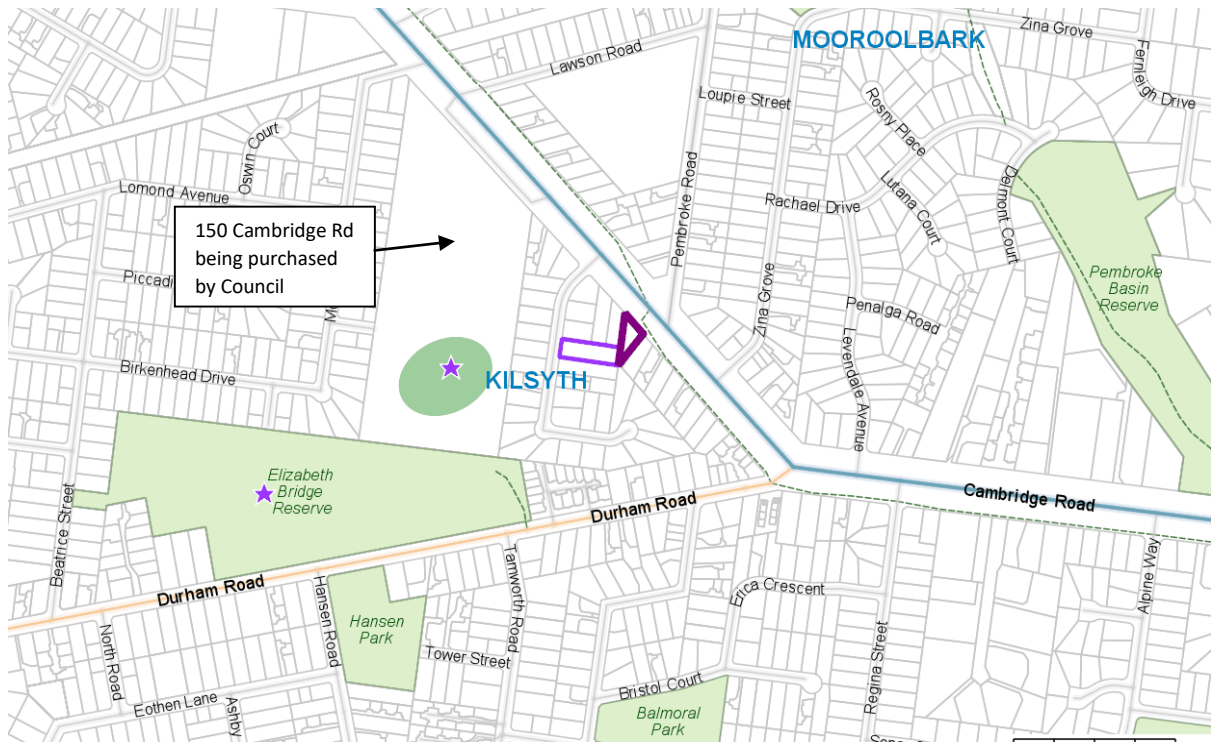 Zina Grove
MOOROOLBARK
Lawson Road
Fernleigh Drive
Loupie Street
Rosny Place
Oswin Court
Lomond Avenue
Pembroke Road
Rachael Drive
Lutana Court
Delmont Court
150 Cambridge Rd
being purchased
by Council
Pembroke
Basin
Reserve
Zina Grove
Penalga Road
Levendale Avenue
Birkenhead Drive
KILSYTH
Elizabeth
Bridge
Reserve
Cambridge Road
Durham Road
Beatrice Street
Durham Road
Tamworth Road
Erica Crescent
Alpine Way
Hansen Road
Hansen
Park
North Road
Tower Street
Regina Street
Bristol Court
Eothen Lane
Ashby
Balmoral
Park